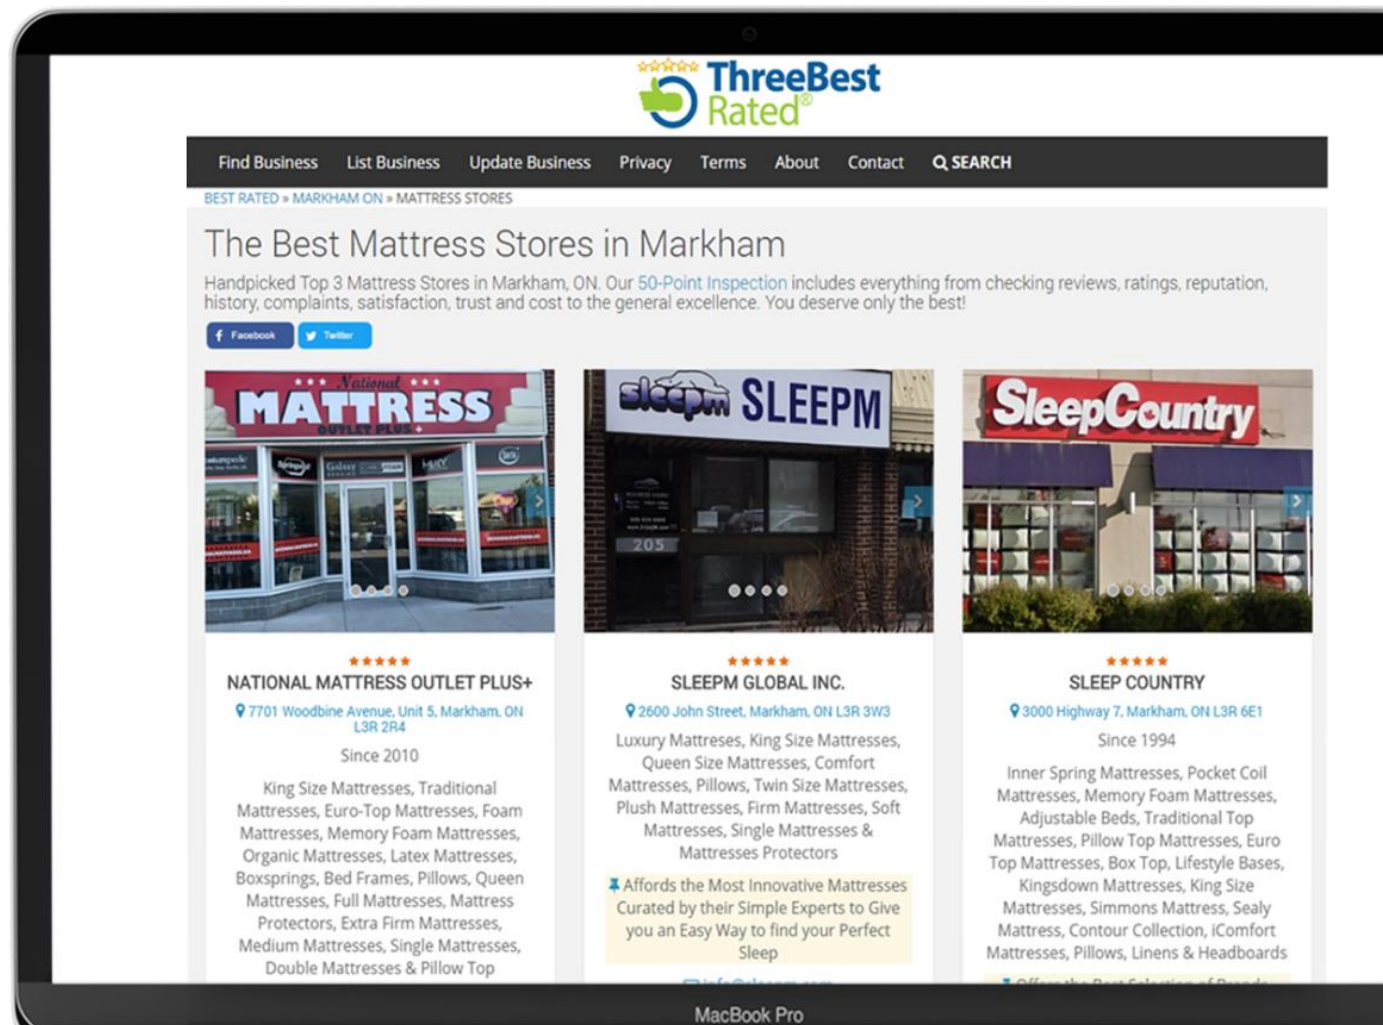 ThreeBest
Rated®
Find Business List Business Update Business Privacy Terms About Contact SEARCH
BEST RATED » MARKHAM ON » MATTRESS STORES
The Best Mattress Stores in Markham
Handpicked Top 3 Mattress Stores in Markham, ON. Our 50-Point Inspection includes everything from checking reviews, ratings, reputation,
history, complaints, satisfaction, trust and cost to the general excellence. You deserve only the best!
Facebook Twitter
National
MATTRESS
OUTLET PLUS +
Springwall Galaxy Serta
NATIONAL MATTRESS OUTLET PLUS+
7701 Woodbine Avenue, Unit 5, Markham, ON
L3R 2R4
Since 2010
King Size Mattresses, Traditional
Mattresses, Euro-Top Mattresses, Foam
Mattresses, Memory Foam Mattresses,
Organic Mattresses, Latex Mattresses,
Boxsprings, Bed Frames, Pillows, Queen
Mattresses, Full Mattresses, Mattress
Protectors, Extra Firm Mattresses,
Medium Mattresses, Single Mattresses,
Double Mattresses & Pillow Top
sleepm SLEEPM
205
SLEEPM GLOBAL INC.
2600 John Street, Markham, ON L3R 3W3
Luxury Mattreses, King Size Mattresses,
Queen Size Mattresses, Comfort
Mattresses, Pillows, Twin Size Mattresses,
Plush Mattresses, Firm Mattresses, Soft
Mattresses, Single Mattresses &
Mattresses Protectors
Affords the Most Innovative Mattresses
Curated by their Simple Experts to Give
you an Easy Way to find your Perfect
Sleep
info@sleepm.com
SleepCountry
SLEEP COUNTRY
3000 Highway 7, Markham, ON L3R 6E1
Since 1994
Inner Spring Mattresses, Pocket Coil
Mattresses, Memory Foam Mattresses,
Adjustable Beds, Traditional Top
Mattresses, Pillow Top Mattresses, Euro
Top Mattresses, Box Top, Lifestyle Bases,
Kingsdown Mattresses, King Size
Mattresses, Simmons Mattress, Sealy
Mattress, Contour Collection, iComfort
Mattresses, Pillows, Linens & Headboards
Offers the Best Selection of Brands
MacBook Pro